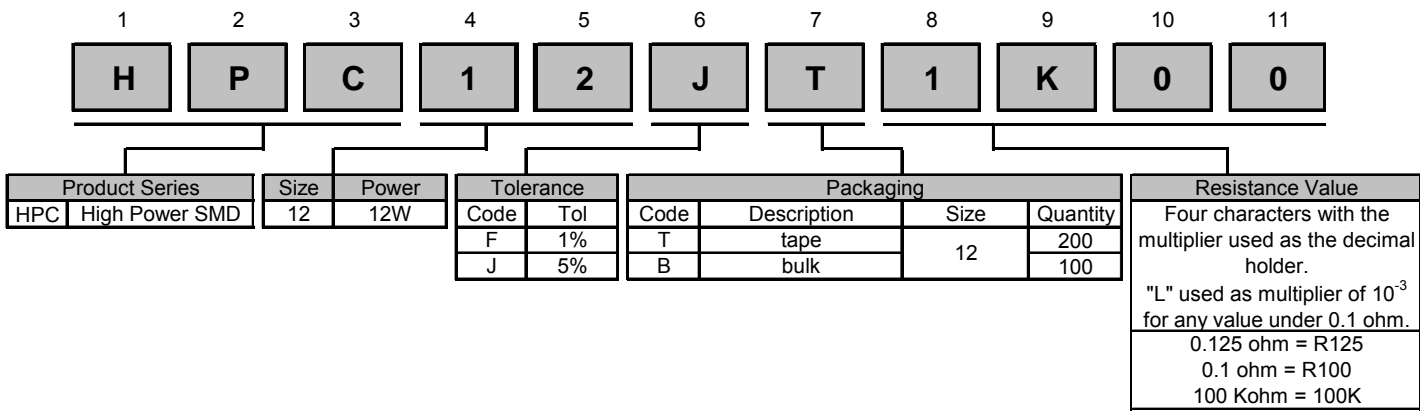 1 2 3 4 5 6 7 8 9 10 11
H P C 1 2 J T 1 K 0 0
Product Series
HPC High Power SMD
Size Power
12 12W
Tolerance
Code Tol
F 1%
J 5%
Packaging
Code Description Size Quantity
T tape 12 200
B bulk 100
Resistance Value
Four characters with the
multiplier used as the decimal
holder.
"L" used as multiplier of 10-3
for any value under 0.1 ohm.
0.125 ohm = R125
0.1 ohm = R100
100 Kohm = 100K